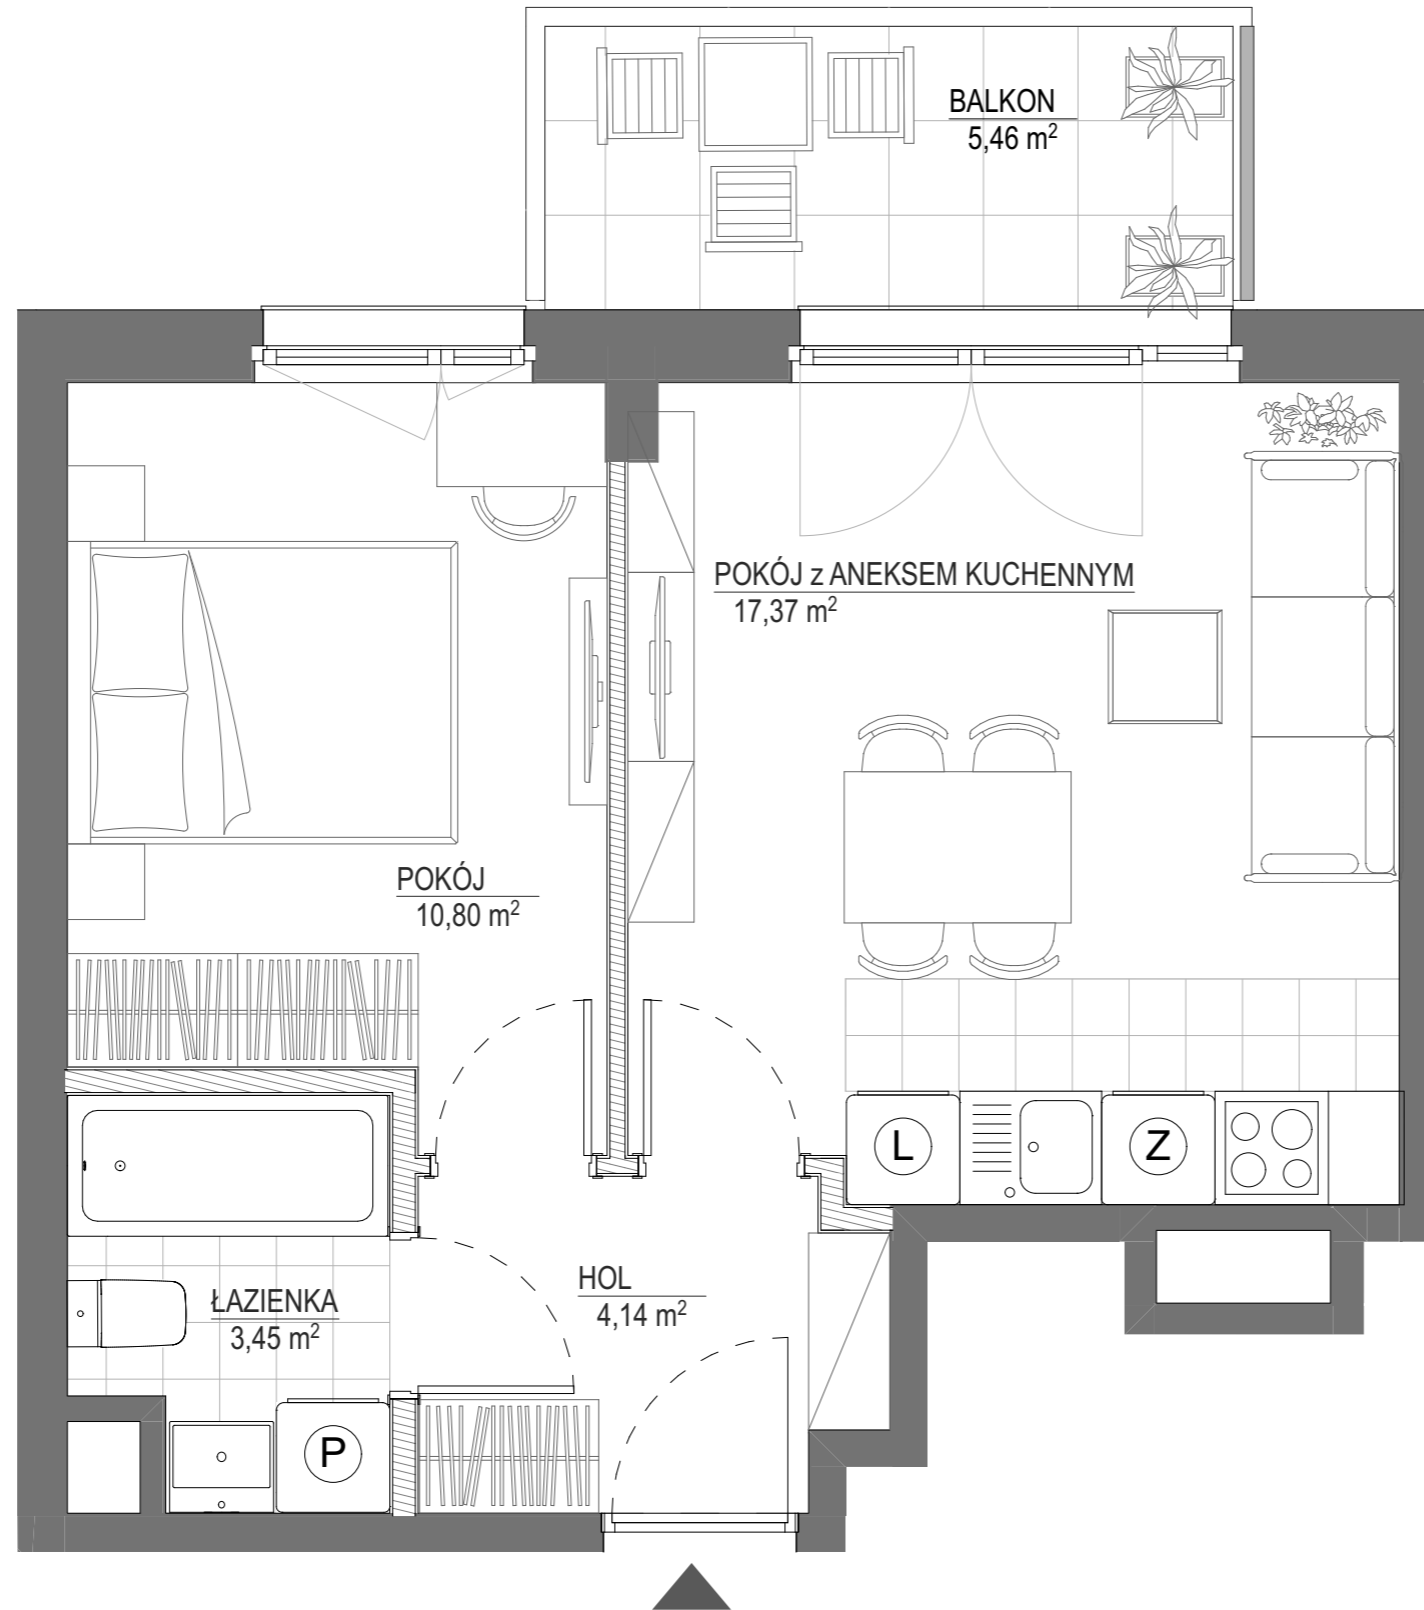 BALKON
5,46 m²
POKÓJ z ANEKSEM KUCHENNYM
17,37 m²
POKÓJ
10,80 m²
L
Z
HOL
4,14 m²
ŁAZIENKA
3,45 m²
P